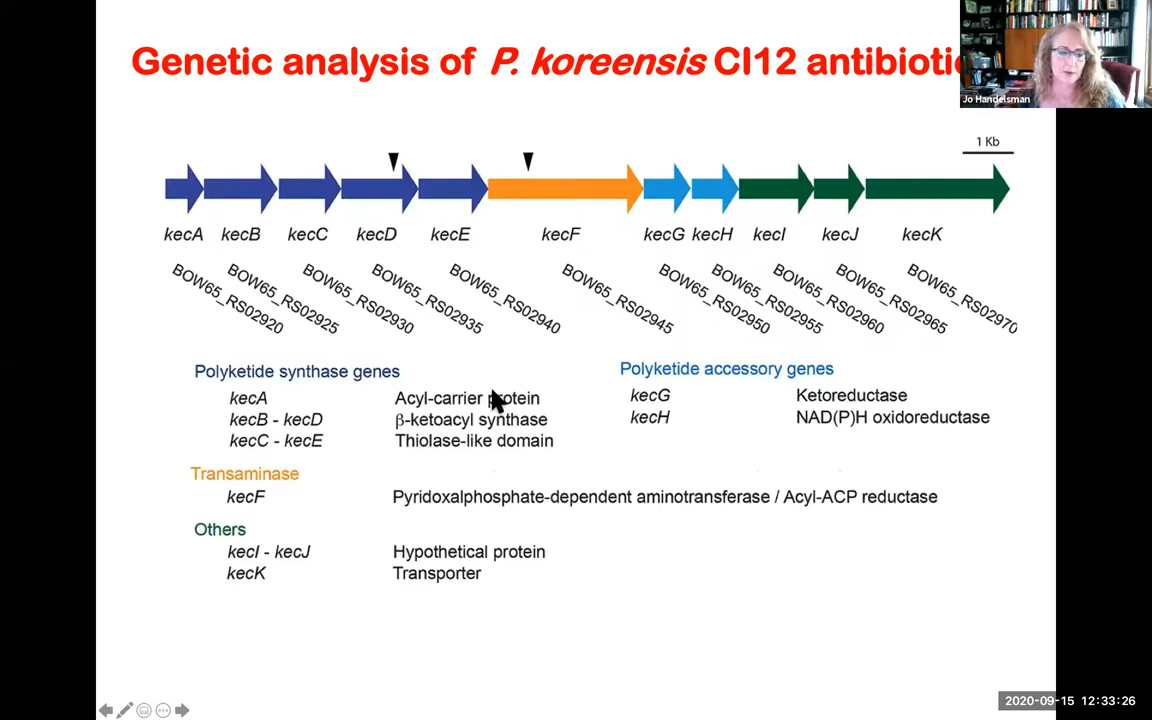 Genetic analysis of P. koreensis CI12 antibiotic
Jo Handelsman
1 Kb
kecA kecB kecC kecD kecE kecF kecG kecH kecI kecJ kecK
BOW65_RS02920 BOW65_RS02925 BOW65_RS02930 BOW65_RS02935 BOW65_RS02940 BOW65_RS02945 BOW65_RS02950 BOW65_RS02955 BOW65_RS02960 BOW65_RS02965 BOW65_RS02970
Polyketide synthase genes
kecA Acyl-carrier protein
kecB - kecD β-ketoacyl synthase
kecC - kecE Thiolase-like domain
Polyketide accessory genes
kecG Ketoreductase
kecH NAD(P)H oxidoreductase
Transaminase
kecF Pyridoxalphosphate-dependent aminotransferase / Acyl-ACP reductase
Others
kecI - kecJ Hypothetical protein
kecK Transporter
2020-09-15 12:33:26